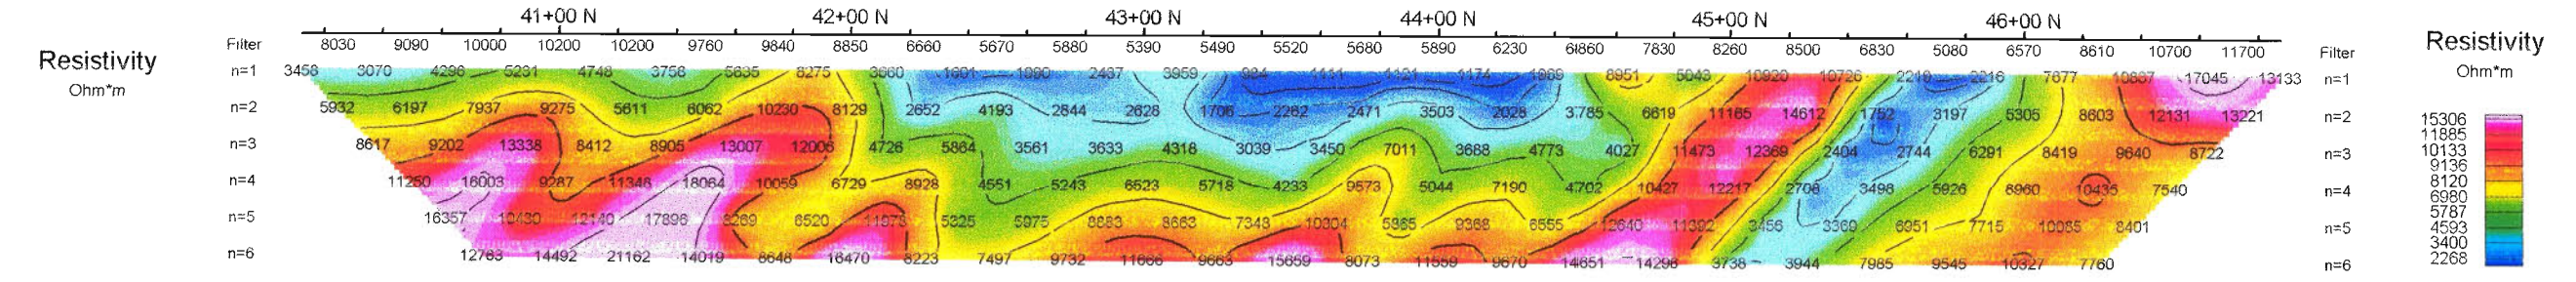 41+00 N 42+00 N 43+00 N 44+00 N 45+00 N 46+00 N
Resistivity
Ohm*m
Filter 8030 9090 10000 10200 10200 9760 9840 8850 6660 5670 5880 5390 5490 5520 5680 5890 6230 6860 7830 8260 8500 6830 5080 6570 8610 10700 11700 Filter
n=1 3458 3070 4296 5231 4748 3758 5635 8275 3660 1601 1090 2437 3959 984 1111 1121 1174 1069 8951 5043 10920 10726 2210 2216 7677 10807 17045 13133 n=1
n=2 5932 6197 7937 9275 5611 6062 10230 8129 2652 4193 2844 2628 1706 2262 2471 3503 2028 3785 6619 11165 14612 1752 3197 5305 8603 12131 13221 n=2
n=3 8617 9202 13338 8412 8905 13007 12006 4726 5864 3561 3633 4318 3039 3450 7011 3688 4773 4027 11473 12369 2404 2744 6291 8419 9640 8722 n=3
n=4 11250 16003 9287 11346 18064 10059 6729 8928 4551 5243 6523 5718 4233 9573 5044 7190 4702 10427 12217 2706 3498 5926 8960 10435 7540 n=4
n=5 16357 10430 12140 17896 8269 6520 11878 5325 5975 8883 8663 7348 10304 5365 9368 6555 12640 11392 3456 3369 6951 7715 10085 8401 n=5
n=6 12763 14492 21162 14019 8648 16470 8223 7497 9732 11666 9663 15659 8073 11559 9670 14651 14296 3738 3944 7985 9545 10327 7760 n=6
Resistivity
Ohm*m
15306
11885
10133
9136
8120
6980
5787
4593
3400
2268